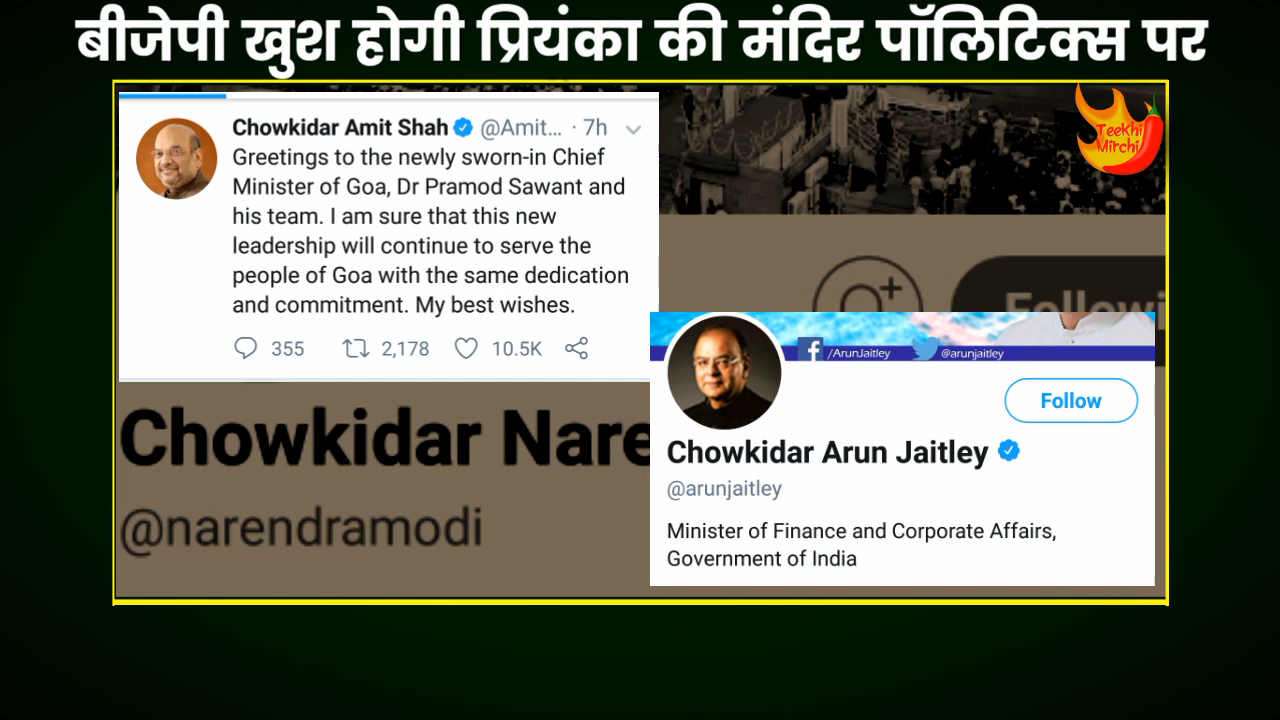 बीजेपी खुश होगी प्रियंका की मंदिर पॉलिटिक्स पर
Teekhi
Mirchi
Chowkidar Amit Shah @Amit... · 7h
Greetings to the newly sworn-in Chief
Minister of Goa, Dr Pramod Sawant and
his team. I am sure that this new
leadership will continue to serve the
people of Goa with the same dedication
and commitment. My best wishes.
355 2,178 10.5K
Followi
/ArunJaitley @arunjaitley
Follow
Chowkidar Arun Jaitley
@arunjaitley
Minister of Finance and Corporate Affairs,
Government of India
Chowkidar Nare
@narendramodi